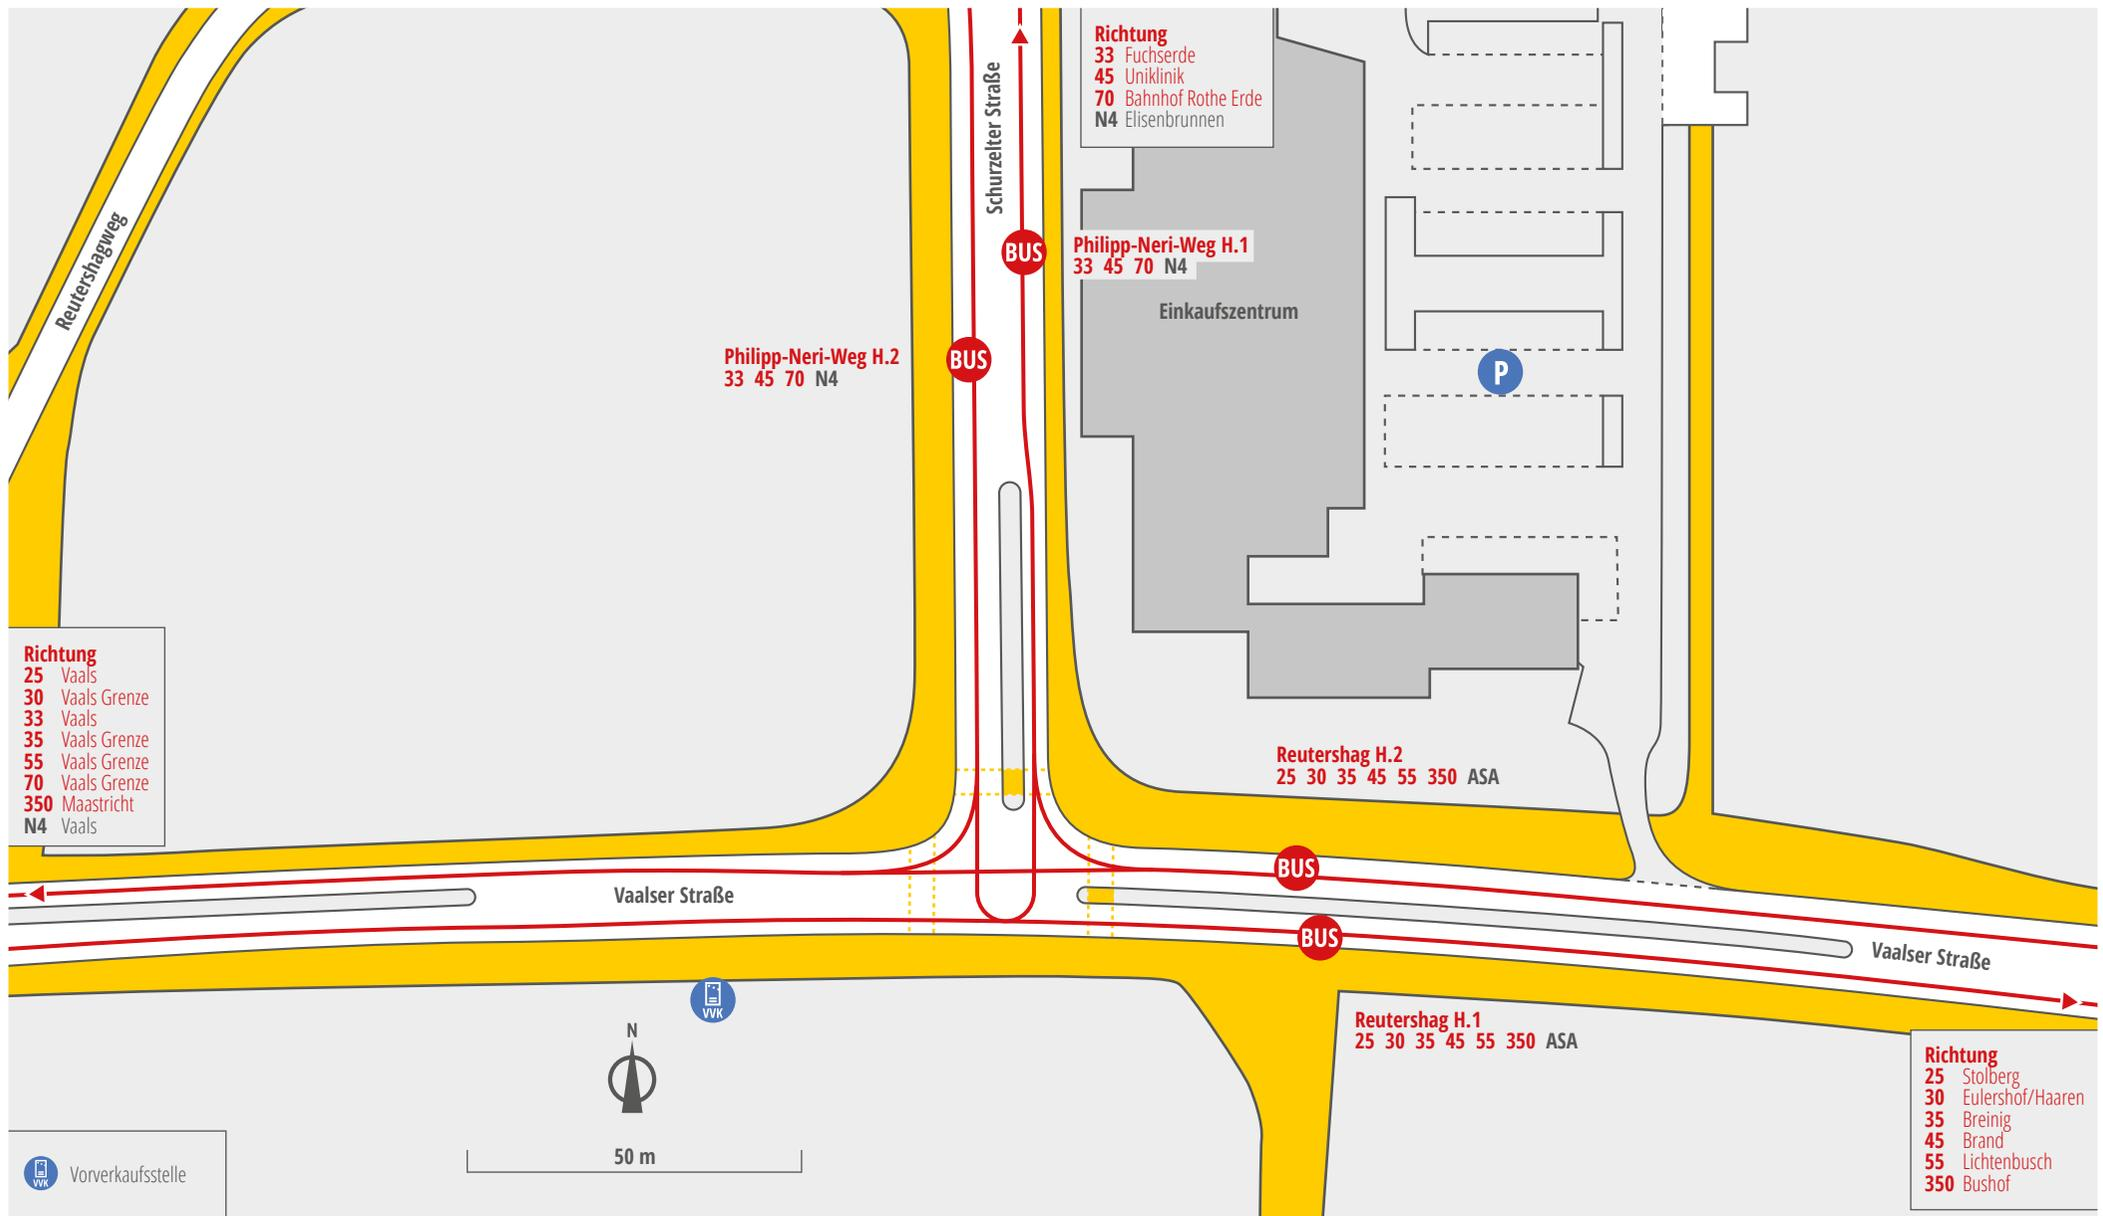 Richtung
33 Fuchserde
45 Uniklinik
70 Bahnhof Rothe Erde
N4 Elisenbrunnen
Schurzelter Straße
Reutershagweg
BUS
Philipp-Neri-Weg H.1
33 45 70 N4
Einkaufszentrum
Philipp-Neri-Weg H.2
33 45 70 N4
BUS
P
Richtung
25 Vaals
30 Vaals Grenze
33 Vaals
35 Vaals Grenze
55 Vaals Grenze
70 Vaals Grenze
350 Maastricht
N4 Vaals
Reutershag H.2
25 30 35 45 55 350 ASA
BUS
Vaalser Straße
BUS
Vaalser Straße
VVK
N
Reutershag H.1
25 30 35 45 55 350 ASA
Richtung
25 Stolberg
30 Eulershof/Haaren
35 Breinig
45 Brand
55 Lichtenbusch
350 Bushof
50 m
VVK Vorverkaufsstelle